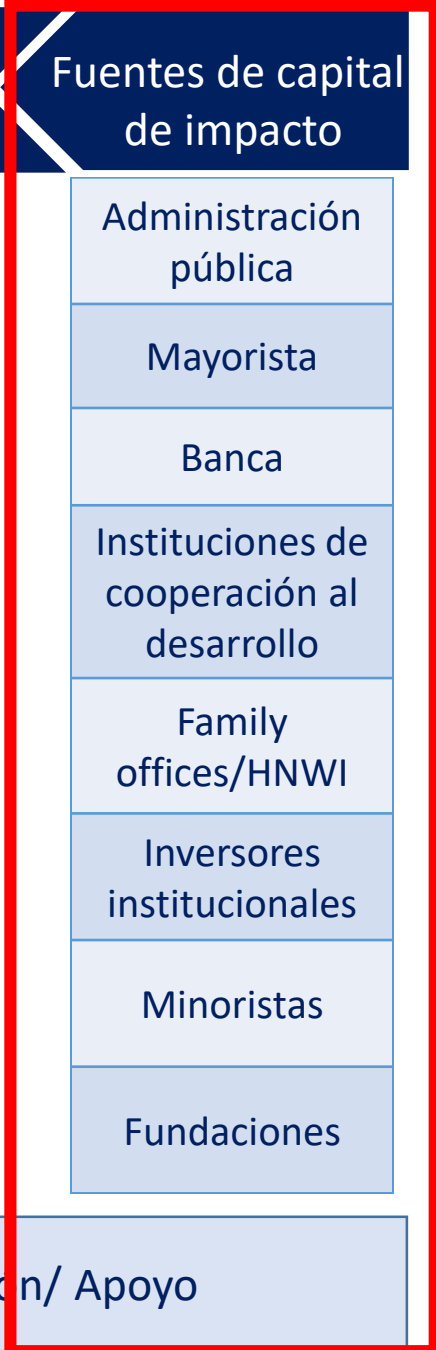 Fuentes de capital
de impacto
Administración
pública
Mayorista
Banca
Instituciones de
cooperación al
desarrollo
Family
offices/HNWI
Inversores
institucionales
Minoristas
Fundaciones
ón/ Apoyo